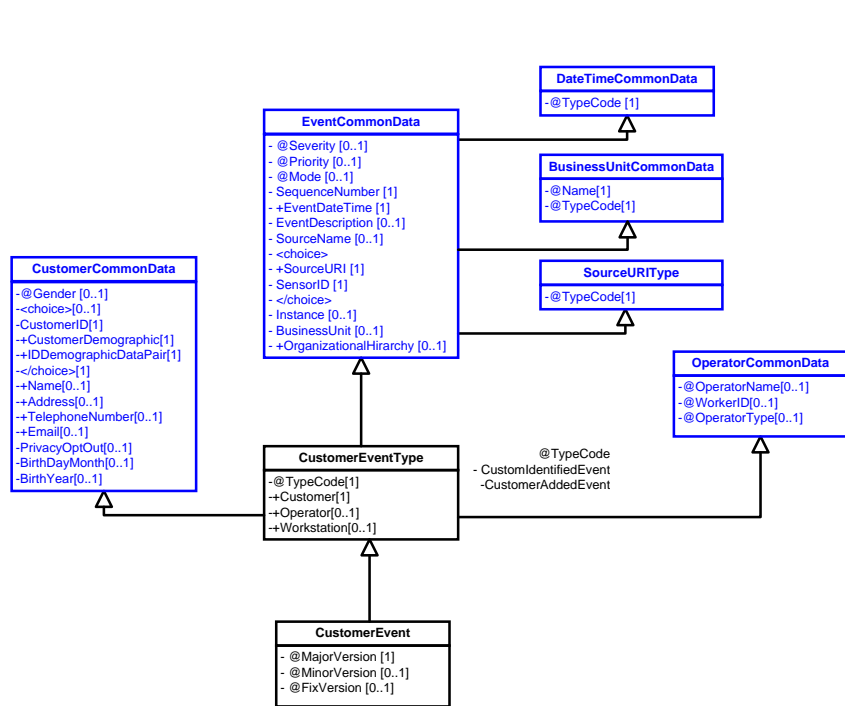 DateTimeCommonData
-@TypeCode [1]
EventCommonData
- @Severity [0..1]
- @Priority [0..1]
- @Mode [0..1]
- SequenceNumber [1]
- +EventDateTime [1]
- EventDescription [0..1]
- SourceName [0..1]
- <choice>
- +SourceURI [1]
- SensorID [1]
- </choice>
- Instance [0..1]
- BusinessUnit [0..1]
- +OrganizationalHirarchy [0..1]
BusinessUnitCommonData
-@Name[1]
-@TypeCode[1]
SourceURIType
-@TypeCode[1]
CustomerCommonData
-@Gender [0..1]
-<choice>[0..1]
-CustomerID[1]
-+CustomerDemographic[1]
-+IDDemographicDataPair[1]
-</choice>[1]
-+Name[0..1]
-+Address[0..1]
-+TelephoneNumber[0..1]
-+Email[0..1]
-PrivacyOptOut[0..1]
-BirthDayMonth[0..1]
-BirthYear[0..1]
OperatorCommonData
-@OperatorName[0..1]
-@WorkerID[0..1]
-@OperatorType[0..1]
CustomerEventType
-@TypeCode[1]
-+Customer[1]
-+Operator[0..1]
-+Workstation[0..1]
@TypeCode
- CustomIdentifiedEvent
-CustomerAddedEvent
CustomerEvent
- @MajorVersion [1]
- @MinorVersion [0..1]
- @FixVersion [0..1]